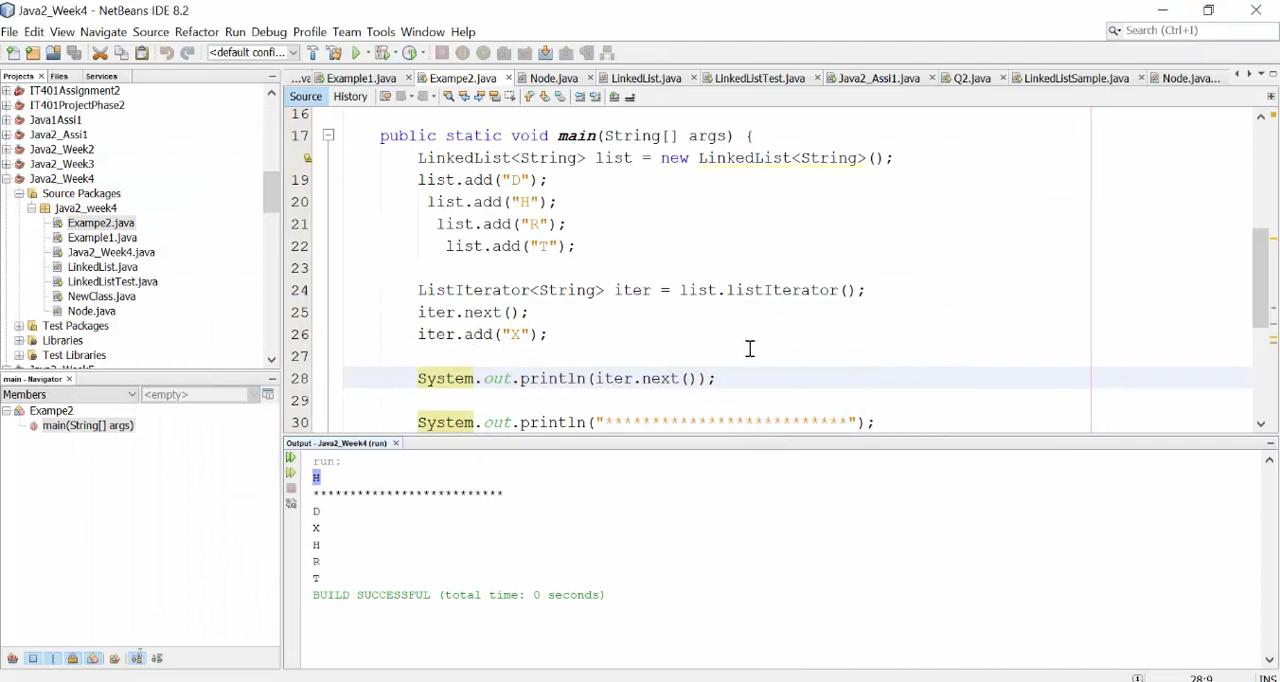 Java2_Week4 - NetBeans IDE 8.2
File Edit View Navigate Source Refactor Run Debug Profile Team Tools Window Help
Search (Ctrl+I)
<default confi...
Projects Files Services
...va Example1.java Exampe2.java Node.java LinkedList.java LinkedListTest.java Java2_Assi1.java Q2.java LinkedListSample.java Node.java...
Source History
IT401Assignment2
IT401ProjectPhase2
Java1Assi1
Java2_Assi1
Java2_Week2
Java2_Week3
Java2_Week4
Source Packages
java2_week4
Exampe2.java
Example1.java
Java2_Week4.java
LinkedList.java
LinkedListTest.java
NewClass.java
Node.java
Test Packages
Libraries
Test Libraries
main - Navigator
Members <empty>
Exampe2
main(String[] args)
16
17 public static void main(String[] args) {
LinkedList<String> list = new LinkedList<String>();
19 list.add("D");
20 list.add("H");
21 list.add("R");
22 list.add("T");
23
24 ListIterator<String> iter = list.listIterator();
25 iter.next();
26 iter.add("X");
27
28 System.out.println(iter.next());
29
30 System.out.println("**************************");
Output - Java2_Week4 (run)
run:
H
**************************
D
X
H
R
T
BUILD SUCCESSFUL (total time: 0 seconds)
28:9 INS